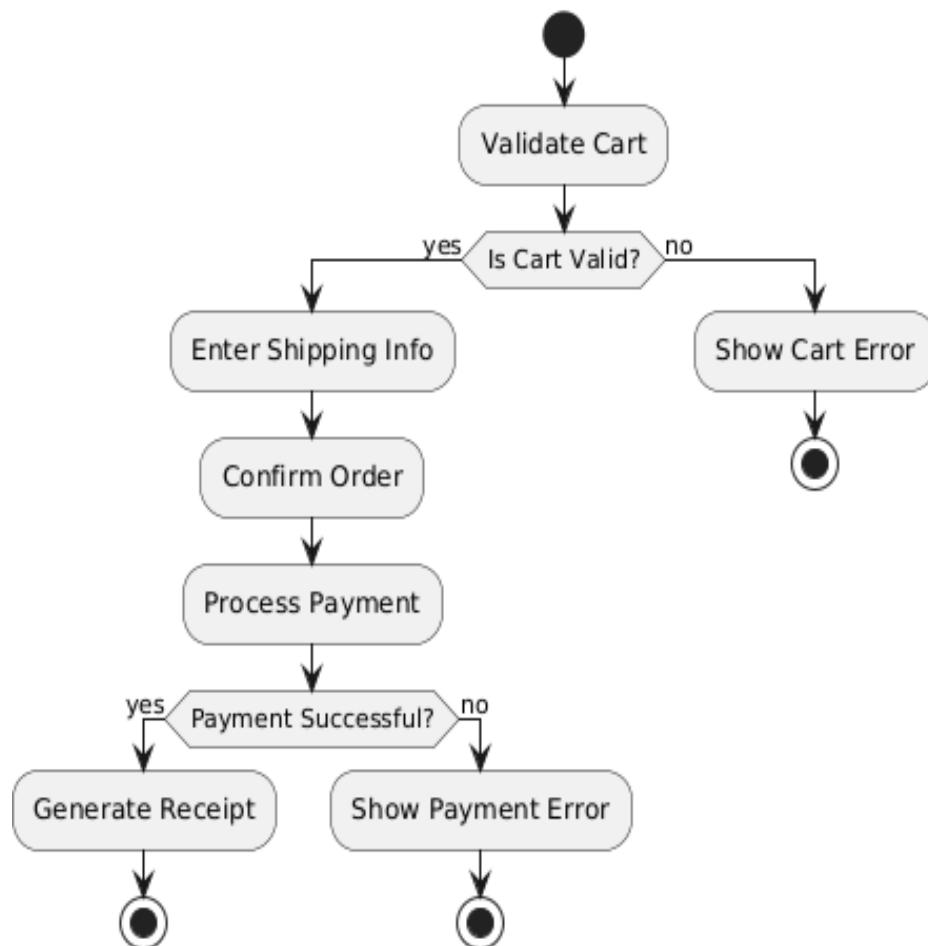 Validate Cart
yes
Is Cart Valid?
no
Enter Shipping Info
Show Cart Error
Confirm Order
Process Payment
yes
Payment Successful?
no
Generate Receipt
Show Payment Error